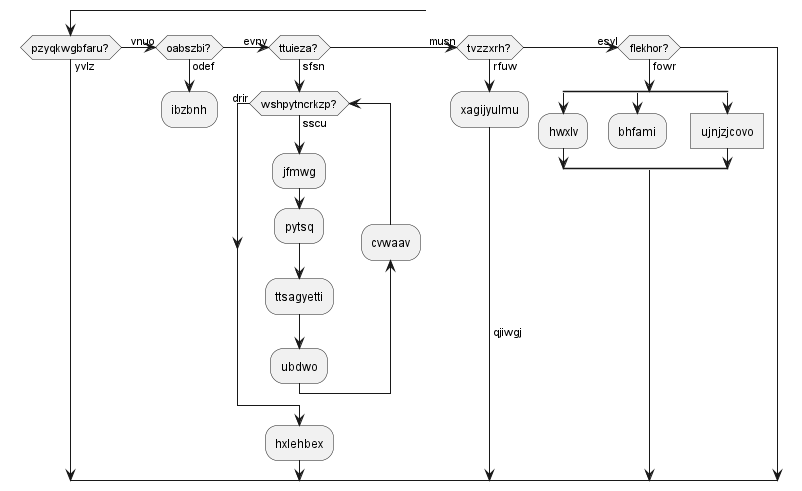 pzyqkwgbfaru?
vnuo
oabszbi?
evny
ttuieza?
musn
tvzzxrh?
esyl
flekhor?
yvlz
odef
sfsn
rfuw
fowr
drir
wshpytncrkzp?
ibzbnh
xagijyulmu
sscu
hwxlv
bhfami
ujnjzjcovo
jfmwg
pytsq
cvwaav
ttsagyetti
qjiwgj
ubdwo
hxlehbex